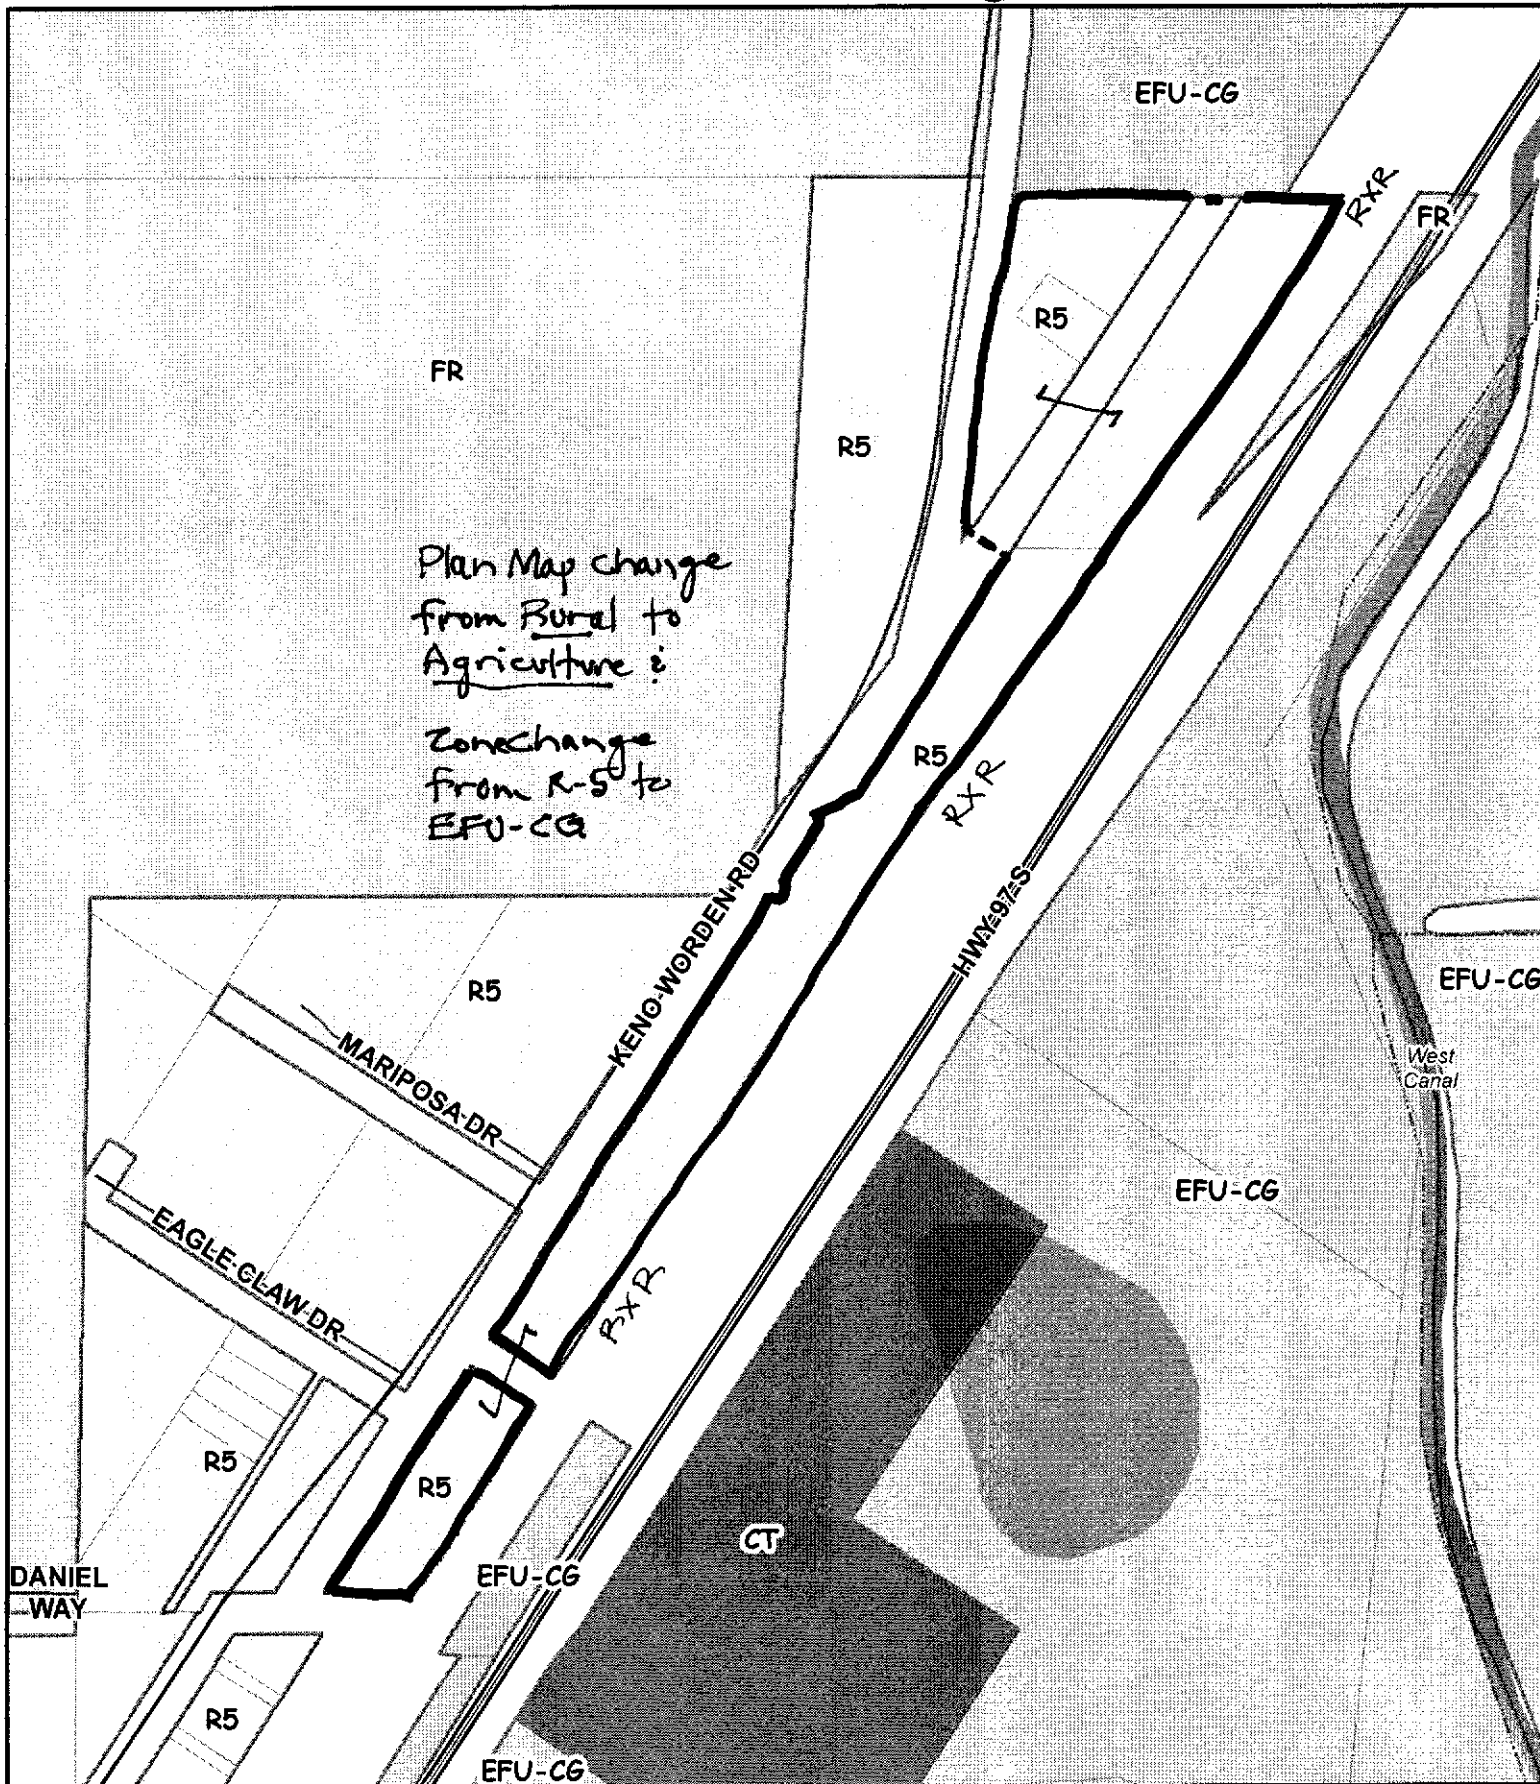 EFU-CG
RXR
FR
R5
FR
R5
Plan Map change
from Rural to
Agriculture &
Zone Change
from R-5 to
EFU-CG
R5
RXR
KENO-WORDEN-RD
HWY-97-S
EFU-CG
R5
MARIPOSA-DR
West
Canal
EFU-CG
EAGLE-CLAW-DR
RXR
R5
R5
CT
EFU-CG
DANIEL
WAY
R5
EFU-CG